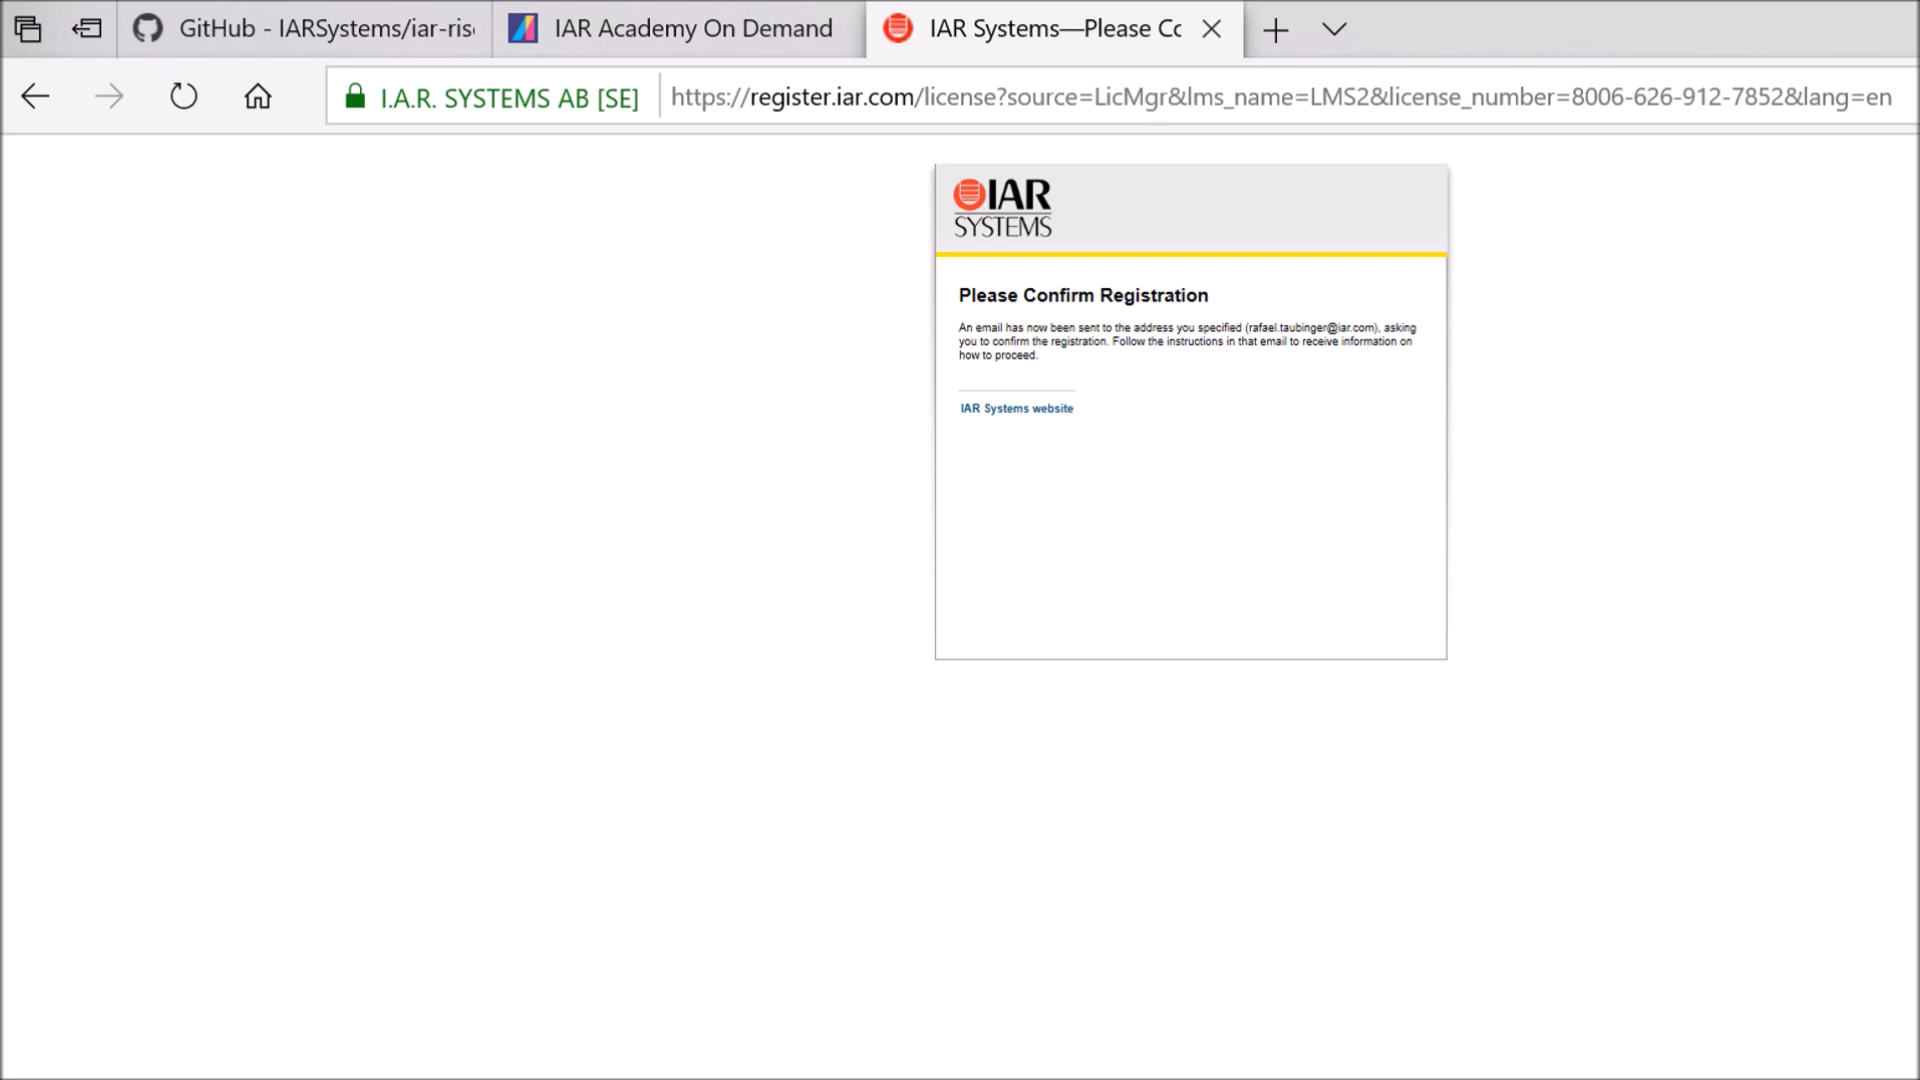 GitHub - IARSystems/iar-ris
IAR Academy On Demand
IAR Systems—Please Cc
I.A.R. SYSTEMS AB [SE]
https://register.iar.com/license?source=LicMgr&lms_name=LMS2&license_number=8006-626-912-7852&lang=en
IAR
SYSTEMS
Please Confirm Registration
An email has now been sent to the address you specified (rafael.taubinger@iar.com), asking
you to confirm the registration. Follow the instructions in that email to receive information on
how to proceed.
IAR Systems website